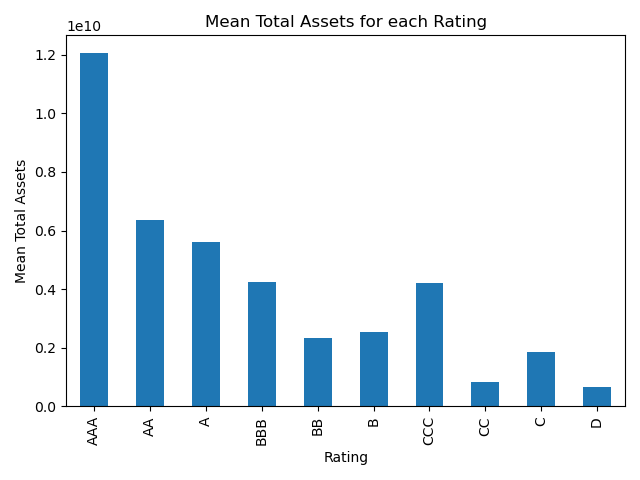 Mean Total Assets for each Rating
1e10
1.2
1.0
0.8
0.6
0.4
0.2
0.0
Mean Total Assets
AAA
AA
A
BBB
BB
B
CCC
CC
C
D
Rating